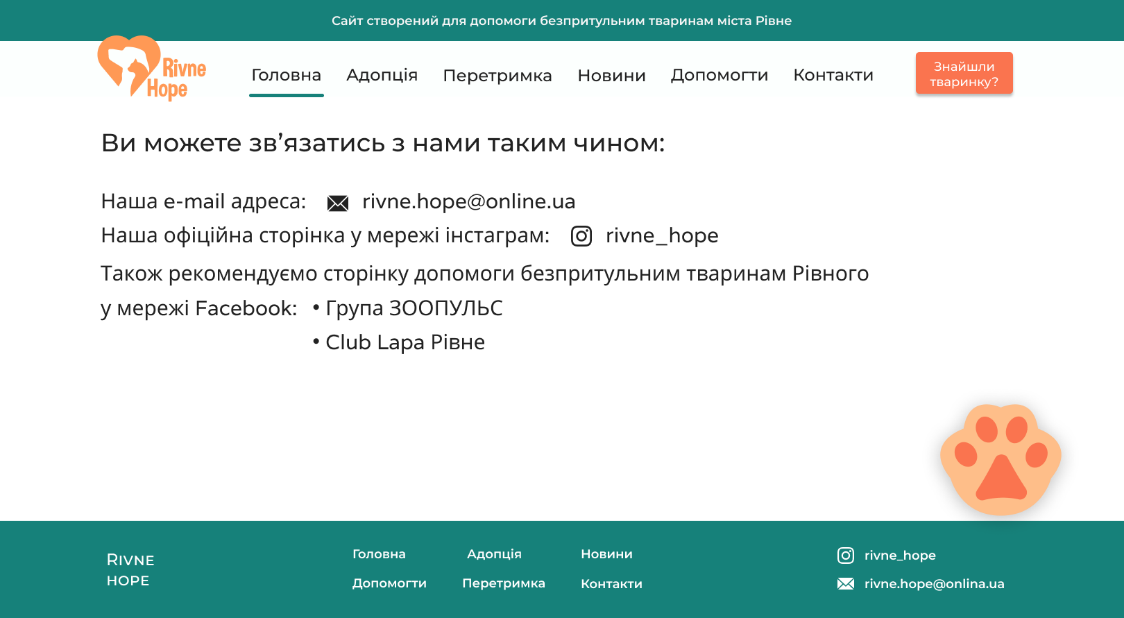 Сайт створений для допомоги безпритульним тваринам міста Рівне
Rivne
Hope
Головна Адопція Перетримка Новини Допомогти Контакти
Знайшли
тваринку?
Ви можете зв’язатись з нами таким чином:
Наша e-mail адреса: rivne.hope@online.ua
Наша офіційна сторінка у мережі інстаграм: rivne_hope
Також рекомендуємо сторінку допомоги безпритульним тваринам Рівного
у мережі Facebook: • Група ЗООПУЛЬС
• Club Lapa Рівне
Rivne
hope
Головна Адопція Новини
Допомогти Перетримка Контакти
rivne_hope
rivne.hope@onlina.ua